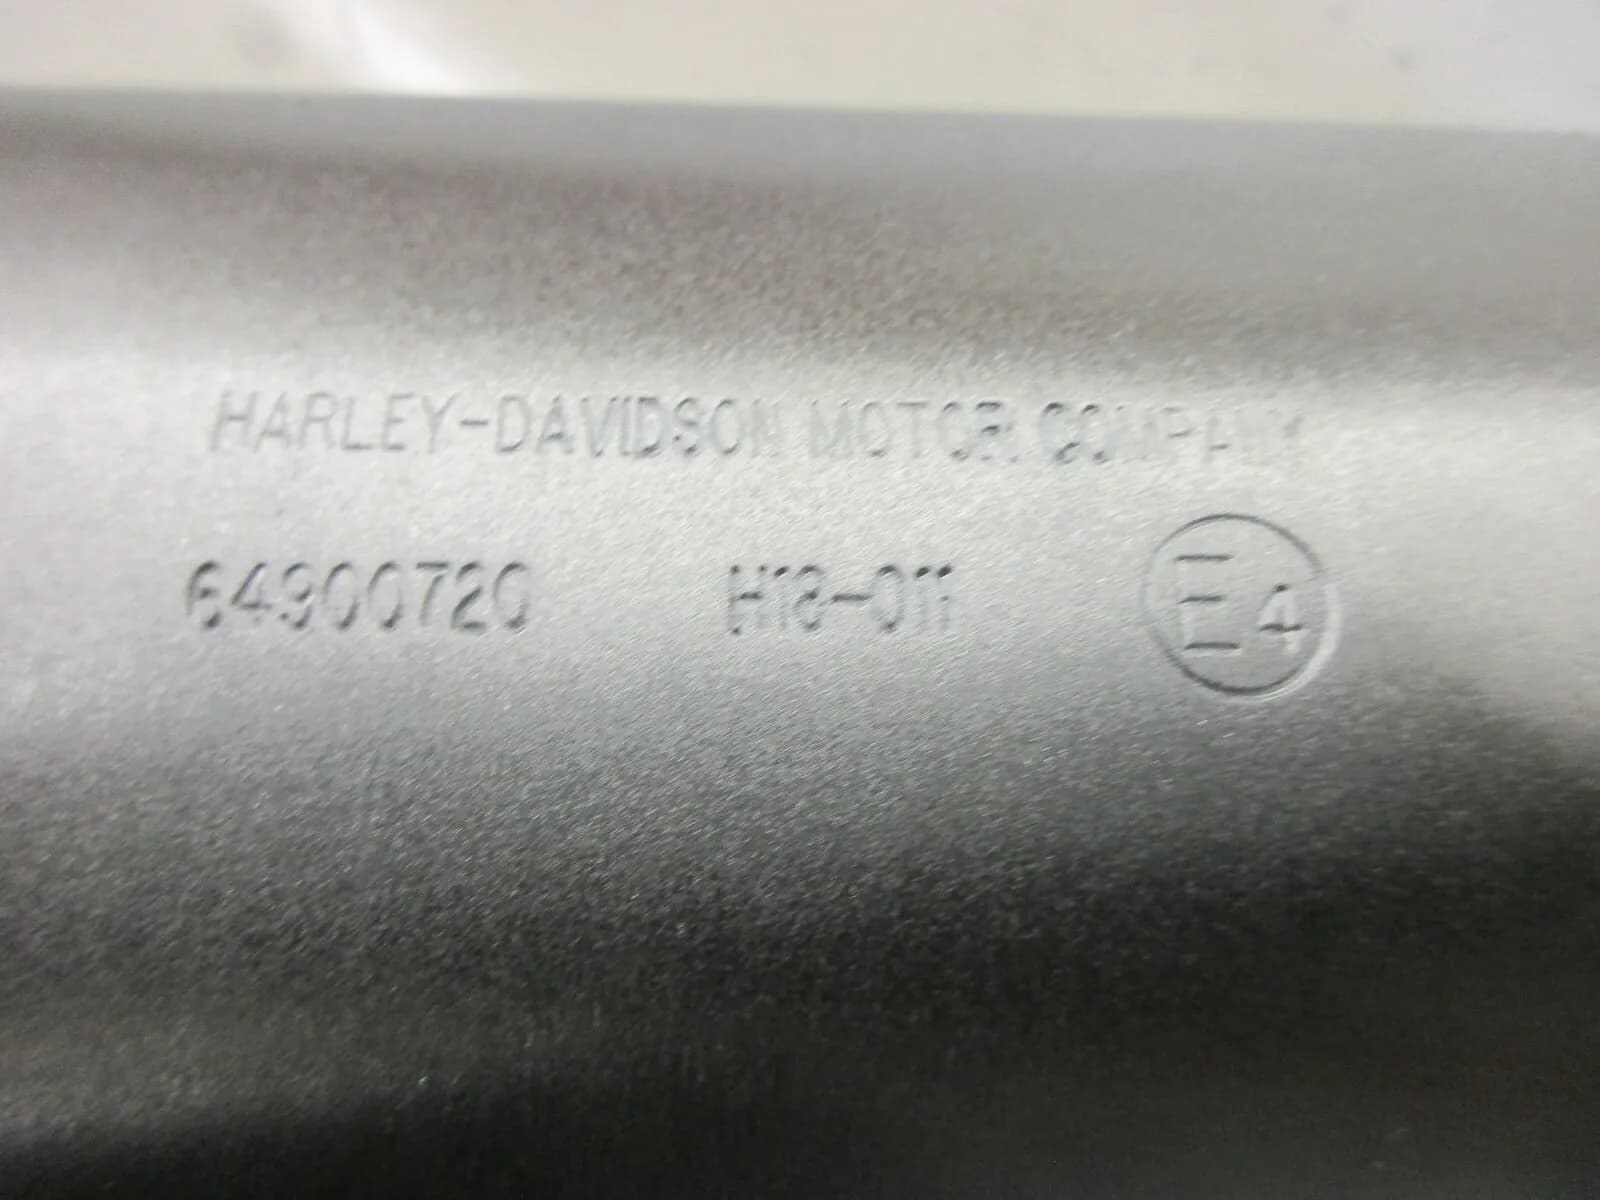 HARLEY-DAVIDSON MOTOR COMPANY
64900720 H18-011 E4